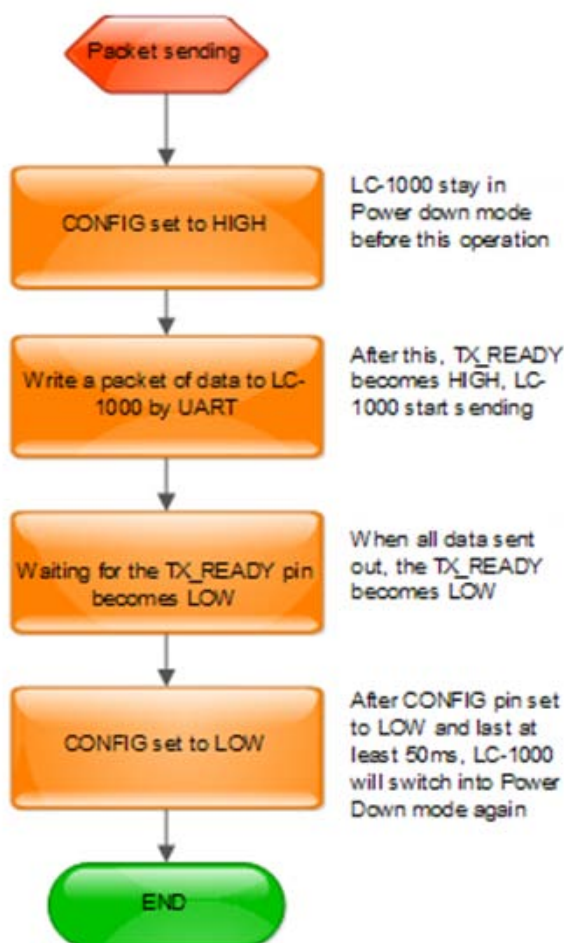 Packet sending
CONFIG set to HIGH
LC-1000 stay in
Power down mode
before this operation
Write a packet of data to LC-
1000 by UART
After this, TX_READY
becomes HIGH, LC-
1000 start sending
Waiting for the TX_READY pin
becomes LOW
When all data sent
out, the TX_READY
becomes LOW
CONFIG set to LOW
After CONFIG pin set
to LOW and last at
least 50ms, LC-1000
will switch into Power
Down mode again
END